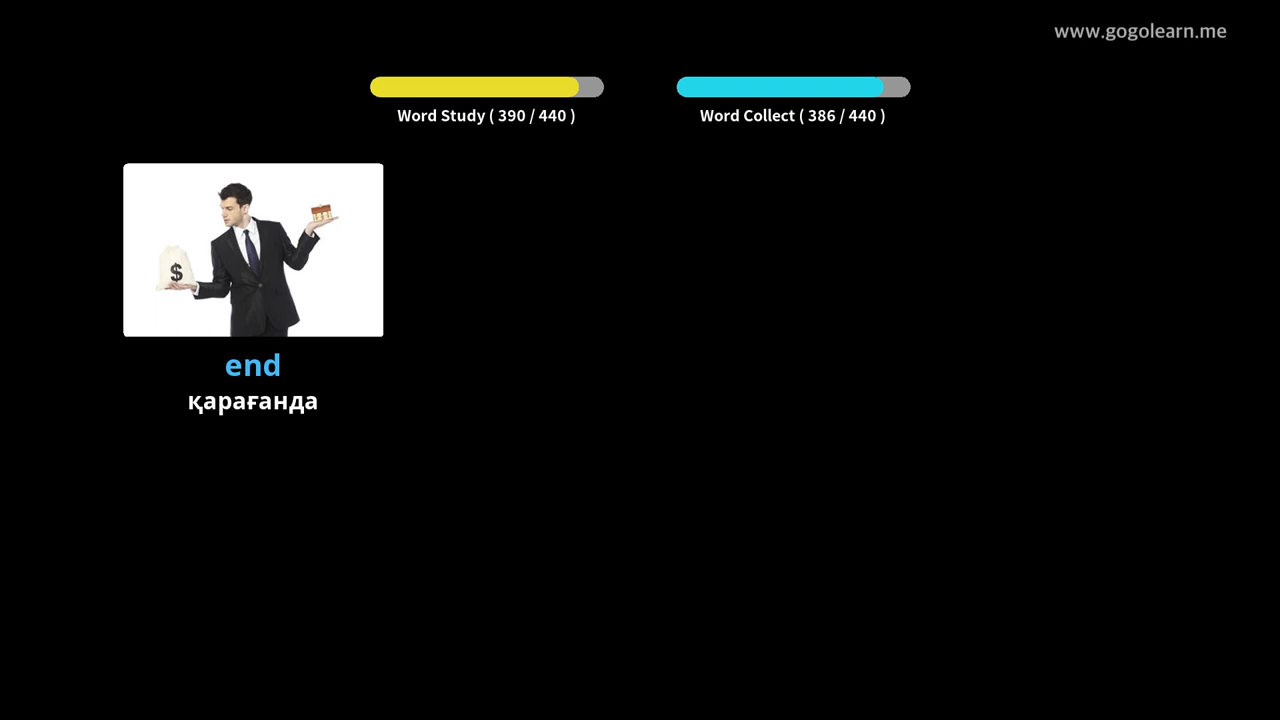 www.gogolearn.me
Word Study ( 390 / 440 )
Word Collect ( 386 / 440 )
$
end
қарағанда